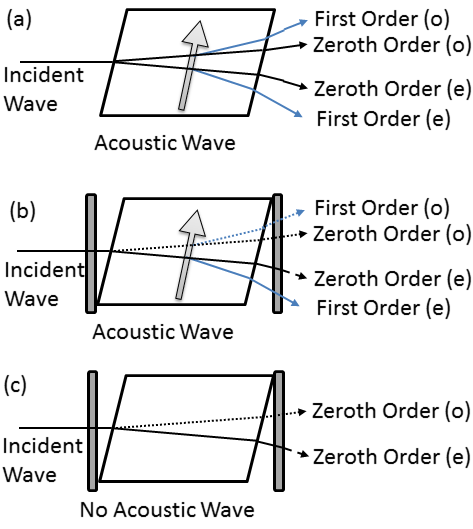 (a)
First Order (o)
Zeroth Order (o)
Incident
Wave
Zeroth Order (e)
First Order (e)
Acoustic Wave
(b)
First Order (o)
Zeroth Order (o)
Incident
Wave
Zeroth Order (e)
First Order (e)
Acoustic Wave
(c)
Zeroth Order (o)
Incident
Wave
Zeroth Order (e)
No Acoustic Wave